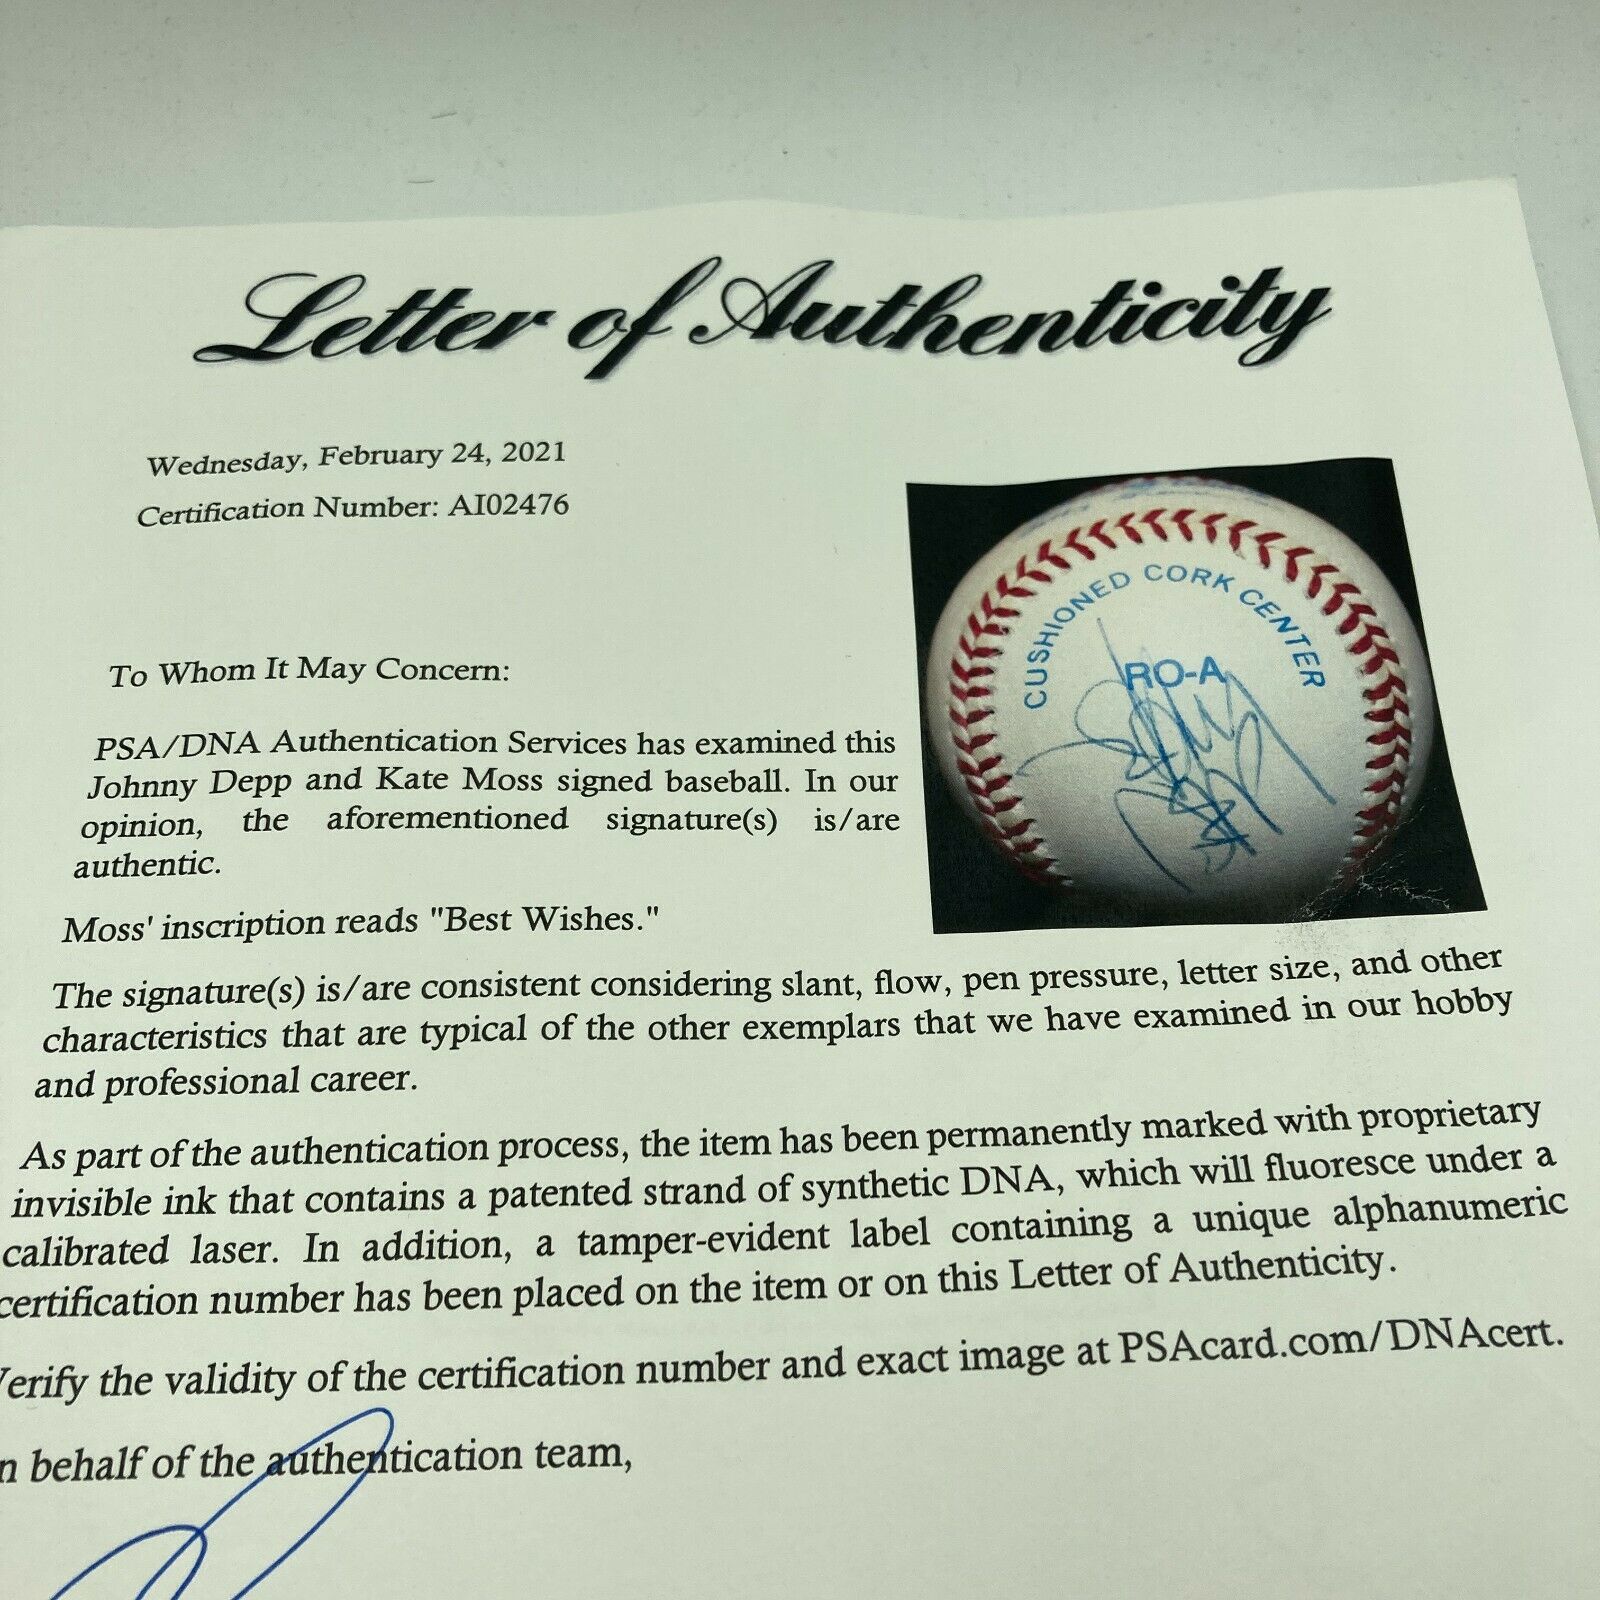 Letter of Authenticity
Wednesday, February 24, 2021
Certification Number: AI02476
To Whom It May Concern:
PSA/DNA Authentication Services has examined this
Johnny Depp and Kate Moss signed baseball. In our
opinion, the aforementioned signature(s) is/are
authentic.
Moss' inscription reads "Best Wishes."
CUSHIONED CORK CENTER
RO-A
The signature(s) is/are consistent considering slant, flow, pen pressure, letter size, and other
characteristics that are typical of the other exemplars that we have examined in our hobby
and professional career.
As part of the authentication process, the item has been permanently marked with proprietary
invisible ink that contains a patented strand of synthetic DNA, which will fluoresce under a
calibrated laser. In addition, a tamper-evident label containing a unique alphanumeric
certification number has been placed on the item or on this Letter of Authenticity.
Verify the validity of the certification number and exact image at PSAcard.com/DNAcert.
n behalf of the authentication team,